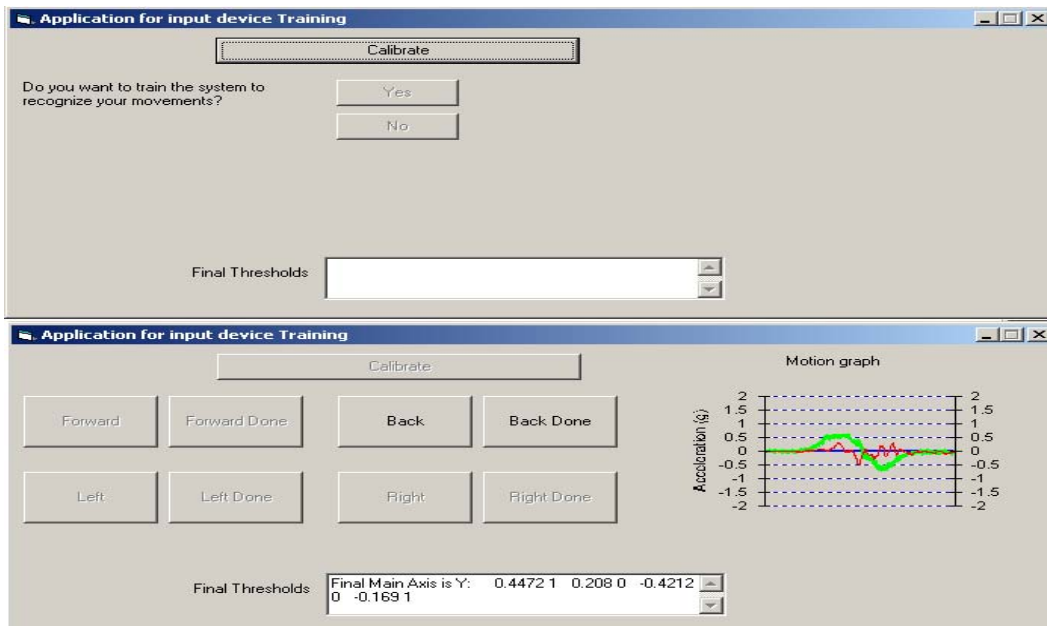 Application for input device Training
Calibrate
Do you want to train the system to
recognize your movements?
Yes
No
Final Thresholds
Application for input device Training
Calibrate
Motion graph
Forward
Forward Done
Back
Back Done
Left
Left Done
Right
Right Done
Acceleration (g)
2
1.5
1
0.5
0
-0.5
-1
-1.5
-2
2
1.5
1
0.5
0
-0.5
-1
-1.5
-2
Final Thresholds
Final Main Axis is Y: 0.4472 1 0.208 0 -0.4212
0 -0.169 1